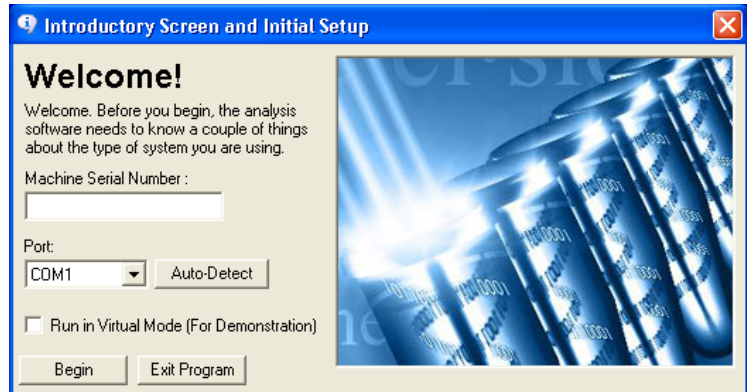 Introductory Screen and Initial Setup
Welcome!
Welcome. Before you begin, the analysis
software needs to know a couple of things
about the type of system you are using.
Machine Serial Number :
Port:
COM1 Auto-Detect
Run in Virtual Mode (For Demonstration)
Begin Exit Program